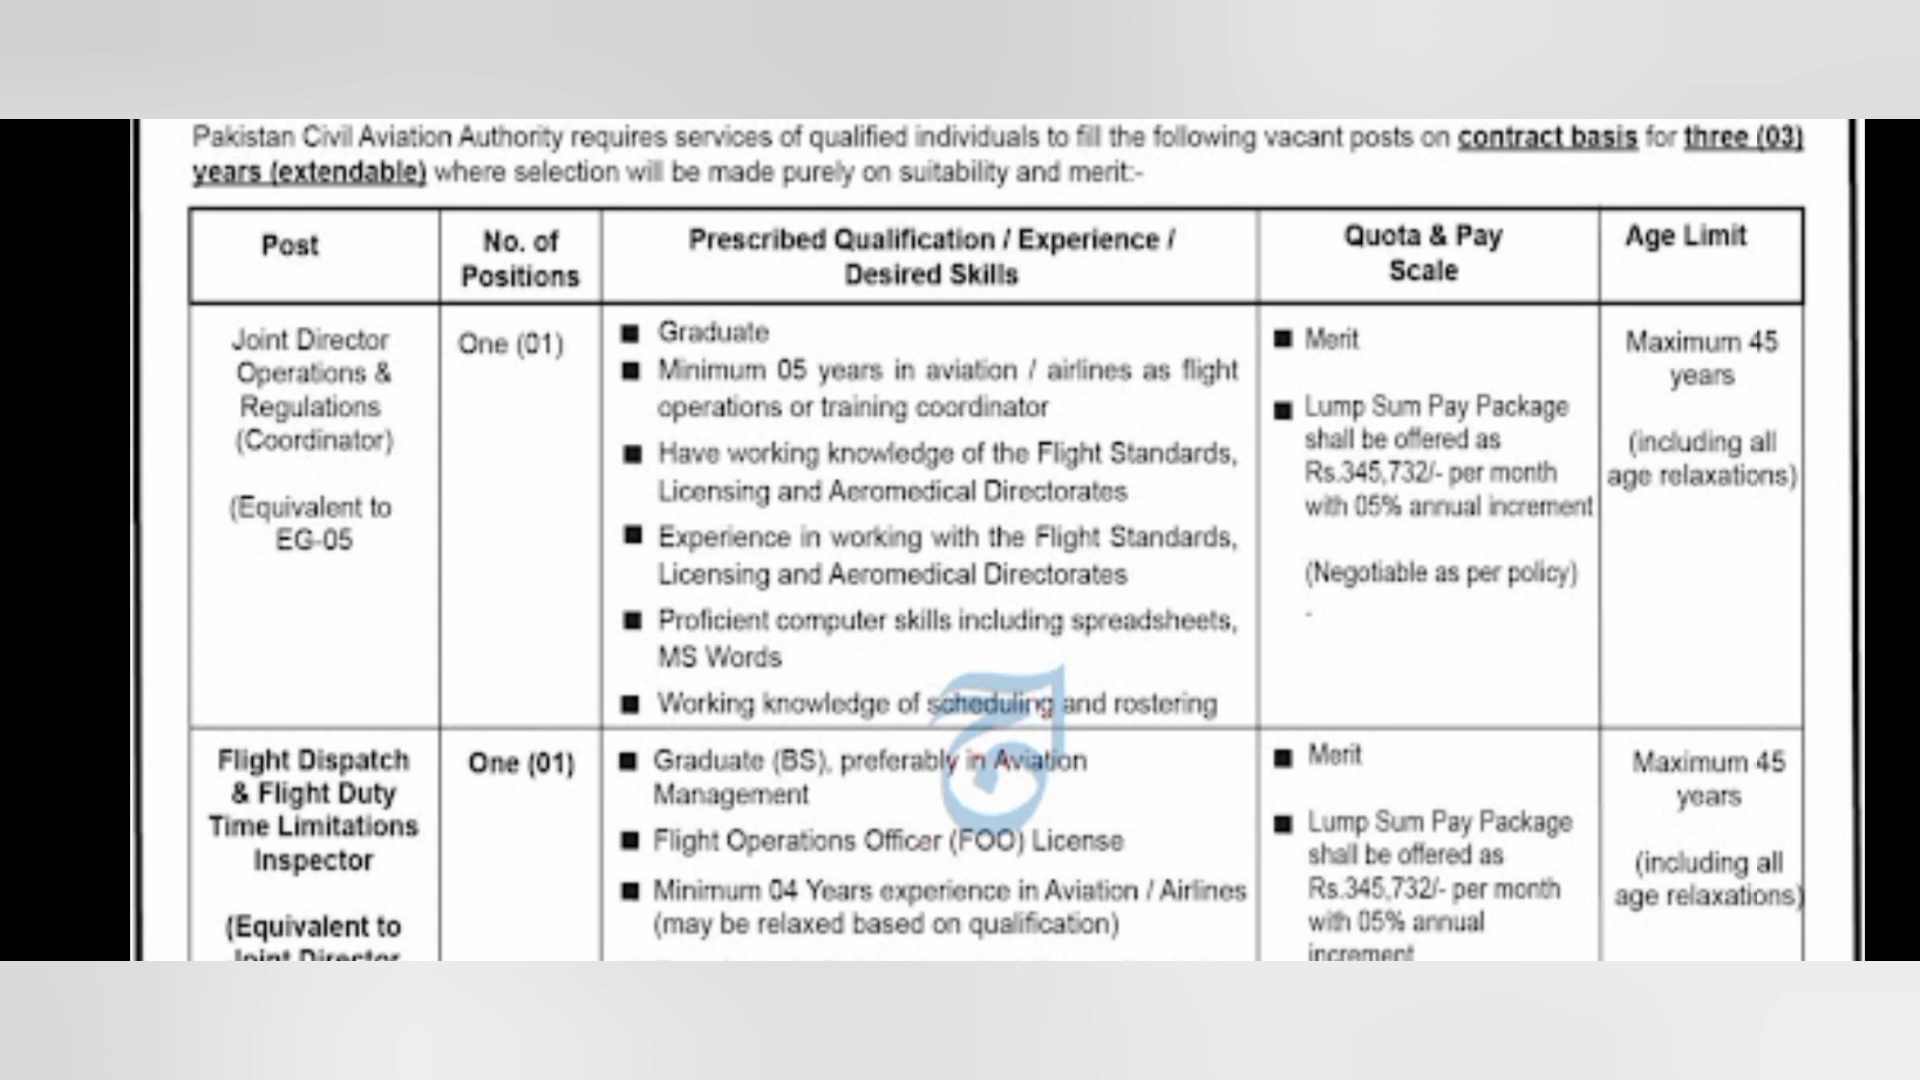 Pakistan Civil Aviation Authority requires services of qualified individuals to fill the following vacant posts on contract basis for three (03)
years (extendable) where selection will be made purely on suitability and merit:-
Post
No. of
Positions
Prescribed Qualification / Experience /
Desired Skills
Quota & Pay
Scale
Age Limit
Joint Director
Operations &
Regulations
(Coordinator)
(Equivalent to
EG-05
One (01)
■ Graduate
■ Minimum 05 years in aviation / airlines as flight
operations or training coordinator
■ Have working knowledge of the Flight Standards,
Licensing and Aeromedical Directorates
■ Experience in working with the Flight Standards,
Licensing and Aeromedical Directorates
■ Proficient computer skills including spreadsheets,
MS Words
■ Working knowledge of scheduling and rostering
■ Merit
■ Lump Sum Pay Package
shall be offered as
Rs.345,732/- per month
with 05% annual increment
(Negotiable as per policy)
-
Maximum 45
years
(including all
age relaxations)
Flight Dispatch
& Flight Duty
Time Limitations
Inspector
(Equivalent to
Joint Director
One (01)
■ Graduate (BS), preferably in Aviation
Management
■ Flight Operations Officer (FOO) License
■ Minimum 04 Years experience in Aviation / Airlines
(may be relaxed based on qualification)
■ Merit
■ Lump Sum Pay Package
shall be offered as
Rs.345,732/- per month
with 05% annual
increment
Maximum 45
years
(including all
age relaxations)